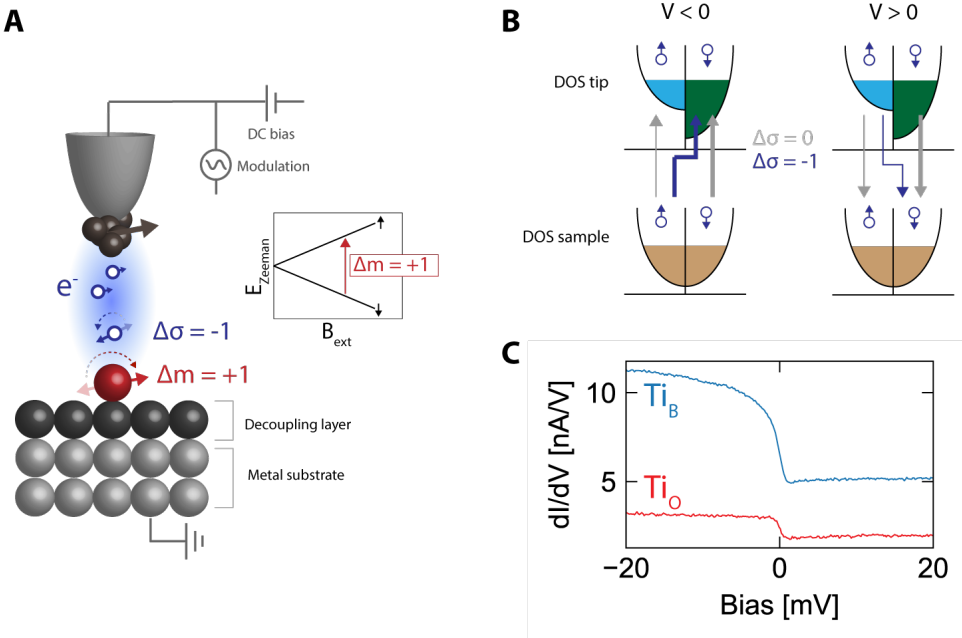 A
DC bias
Modulation
e⁻
Δσ = -1
Δm = +1
Decoupling layer
Metal substrate
E_Zeeman
Δm = +1
B_ext
B
V < 0
V > 0
DOS tip
Δσ = 0
Δσ = -1
DOS sample
C
dI/dV [nA/V]
10
5
Ti_B
Ti_O
−20
0
20
Bias [mV]